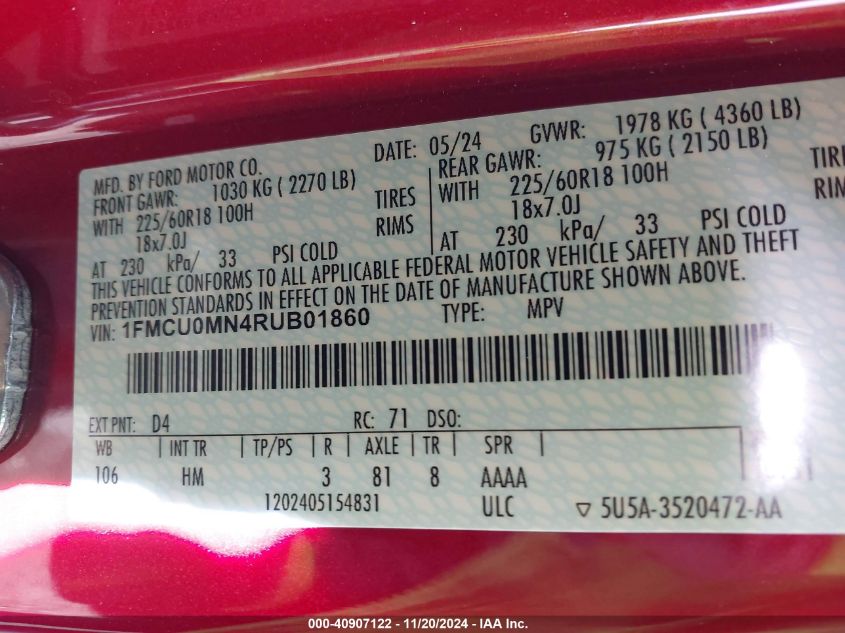 MFD. BY FORD MOTOR CO. DATE: 05/24 GVWR: 1978 KG ( 4360 LB)
FRONT GAWR: 1030 KG ( 2270 LB) REAR GAWR: 975 KG ( 2150 LB)
WITH 225/60R18 100H TIRES WITH 225/60R18 100H TIRE
18x7.0J RIMS 18x7.0J RIMS
AT 230 kPa/ 33 PSI COLD AT 230 kPa/ 33 PSI COLD
THIS VEHICLE CONFORMS TO ALL APPLICABLE FEDERAL MOTOR VEHICLE SAFETY AND THEFT
PREVENTION STANDARDS IN EFFECT ON THE DATE OF MANUFACTURE SHOWN ABOVE.
VIN: 1FMCU0MN4RUB01860 TYPE: MPV
EXT PNT: D4 RC: 71 DSO:
WB INT TR TP/PS R AXLE TR SPR
106 HM 3 81 8 AAAA
1202405154831 ULC 5U5A-3520472-AA
000-40907122 - 11/20/2024 - IAA Inc.